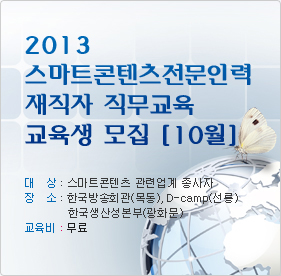 2013
스마트콘텐츠전문인력
재직자 직무교육
교육생 모집 [10월]
대 상 : 스마트콘텐츠 관련업계 종사자
장 소 : 한국방송회관(목동), D-camp(선릉)
한국생산성본부(광화문)
교육비 : 무료